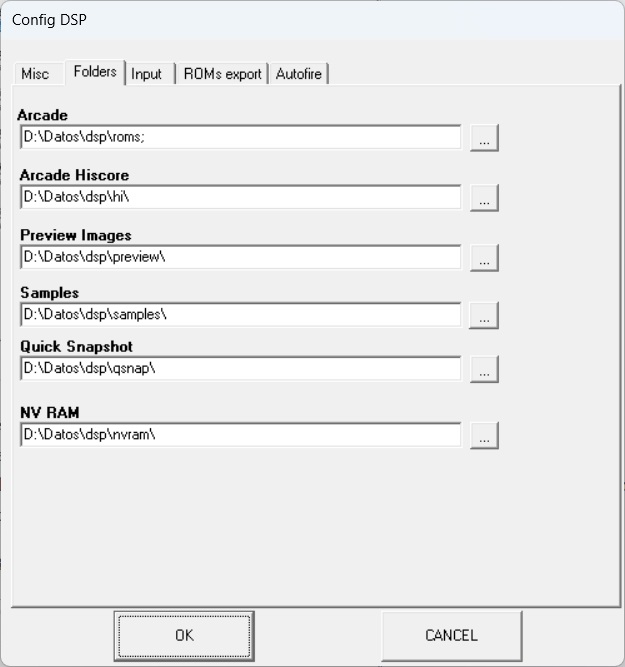 Config DSP
Misc Folders Input ROMs export Autofire
Arcade
D:\Datos\dsp\roms; ...
Arcade Hiscore
D:\Datos\dsp\hi\ ...
Preview Images
D:\Datos\dsp\preview\ ...
Samples
D:\Datos\dsp\samples\ ...
Quick Snapshot
D:\Datos\dsp\qsnap\ ...
NV RAM
D:\Datos\dsp\nvram\ ...
OK CANCEL